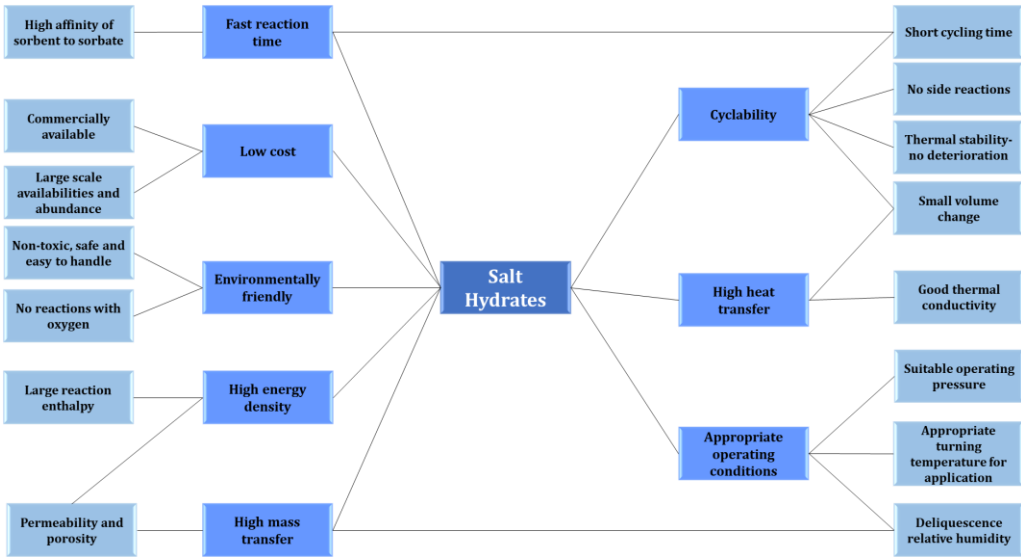 High affinity of
sorbent to sorbate
Fast reaction
time
Commercially
available
Low cost
Large scale
availabilities and
abundance
Non-toxic, safe and
easy to handle
Environmentally
friendly
No reactions with
oxygen
Large reaction
enthalpy
High energy
density
Permeability and
porosity
High mass
transfer
Salt
Hydrates
Cyclability
High heat
transfer
Appropriate
operating
conditions
Short cycling time
No side reactions
Thermal stability-
no deterioration
Small volume
change
Good thermal
conductivity
Suitable operating
pressure
Appropriate
turning
temperature for
application
Deliquescence
relative humidity